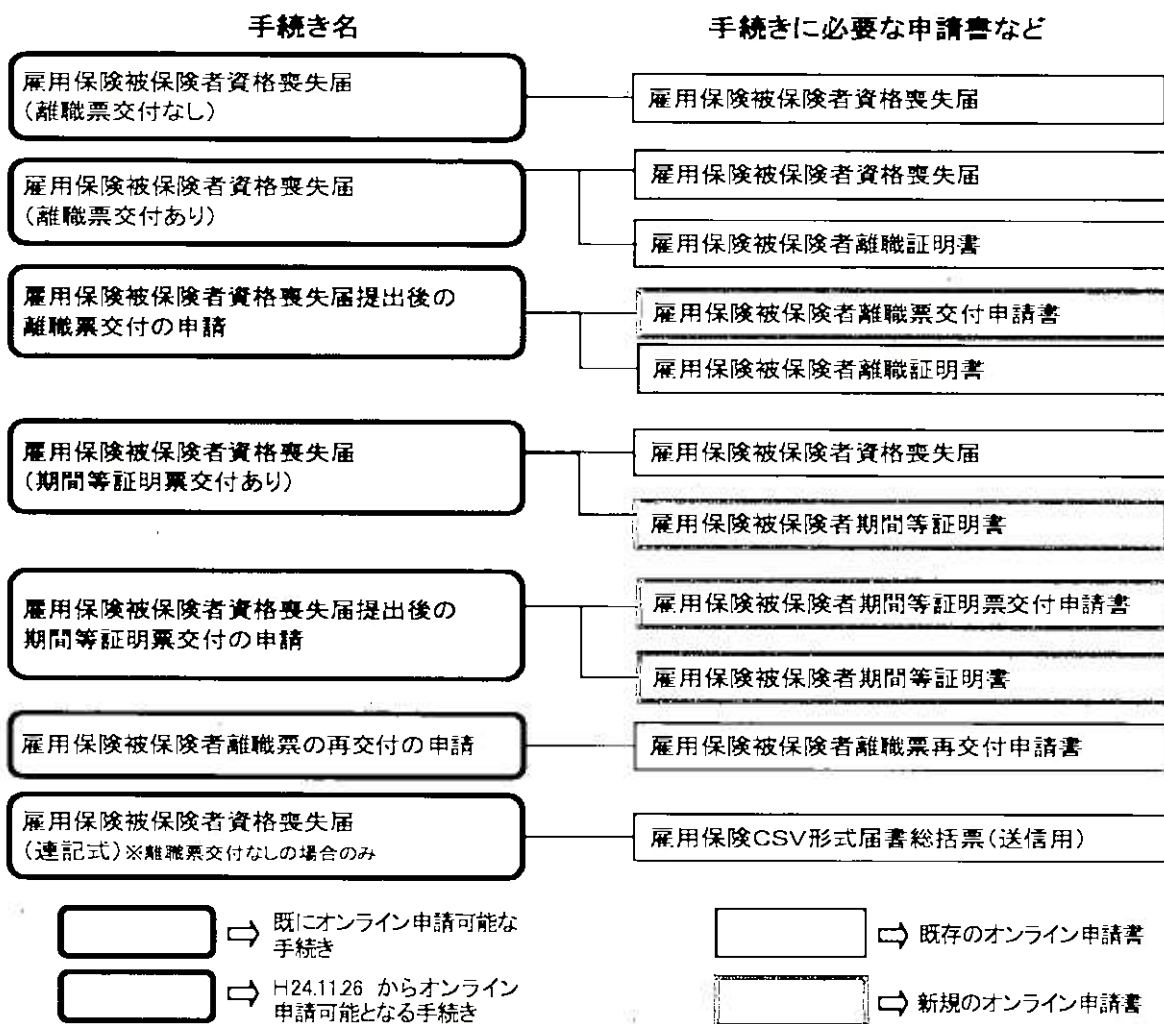 手続き名
手続きに必要な申請書など
雇用保険被保険者資格喪失届
(離職票交付なし)
雇用保険被保険者資格喪失届
雇用保険被保険者資格喪失届
(離職票交付あり)
雇用保険被保険者資格喪失届
雇用保険被保険者離職証明書
雇用保険被保険者資格喪失届提出後の
離職票交付の申請
雇用保険被保険者離職票交付申請書
雇用保険被保険者離職証明書
雇用保険被保険者資格喪失届
(期間等証明票交付あり)
雇用保険被保険者資格喪失届
雇用保険被保険者期間等証明書
雇用保険被保険者資格喪失届提出後の
期間等証明票交付の申請
雇用保険被保険者期間等証明票交付申請書
雇用保険被保険者期間等証明書
雇用保険被保険者離職票の再交付の申請
雇用保険被保険者離職票再交付申請書
雇用保険被保険者資格喪失届
(連記式)※離職票交付なしの場合のみ
雇用保険CSV形式届書総括票(送信用)
既にオンライン申請可能な
手続き
既存のオンライン申請書
H24.11.26 からオンライン
申請可能となる手続き
新規のオンライン申請書